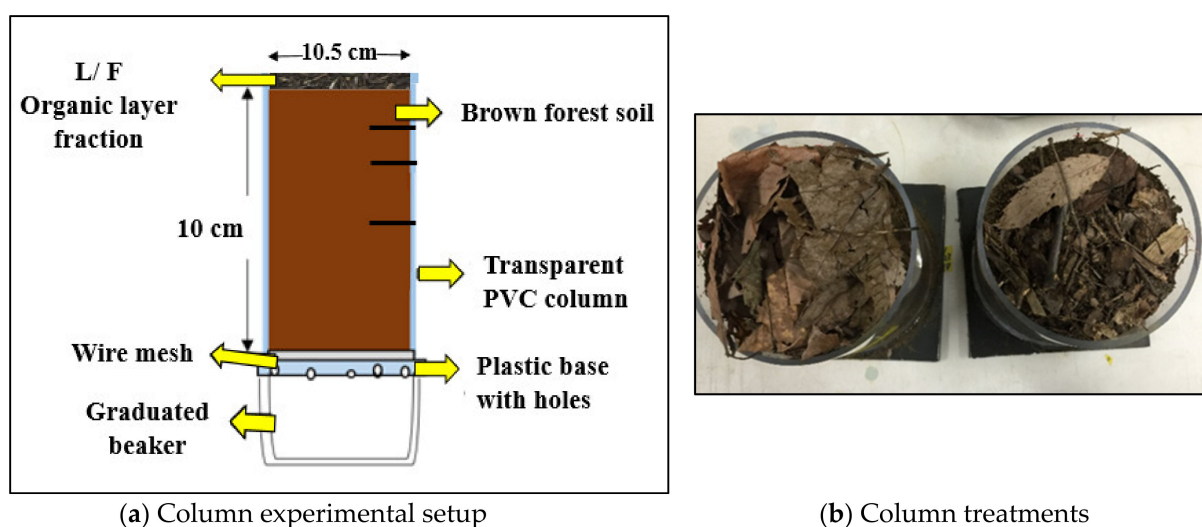 10.5 cm
L/ F
Organic layer
fraction
Brown forest soil
10 cm
Transparent
PVC column
Wire mesh
Plastic base
with holes
Graduated
beaker
(a) Column experimental setup
(b) Column treatments